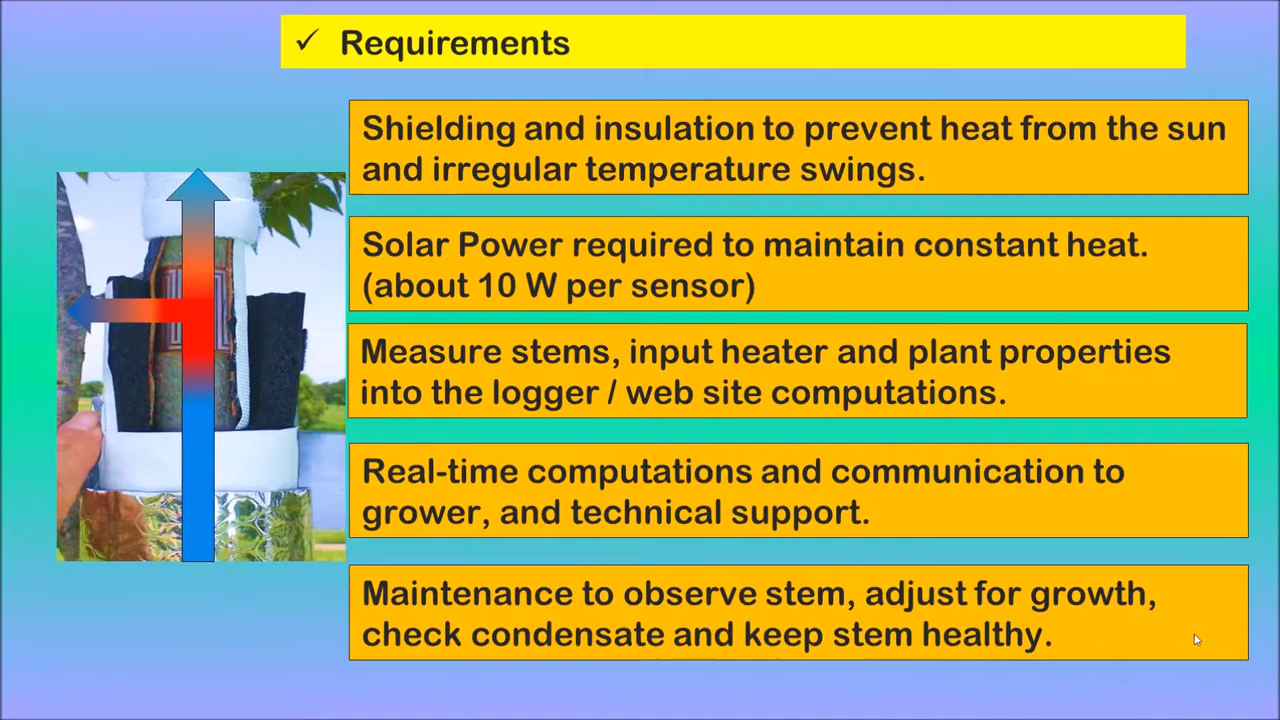 ✓ Requirements
Shielding and insulation to prevent heat from the sun
and irregular temperature swings.
Solar Power required to maintain constant heat.
(about 10 W per sensor)
Measure stems, input heater and plant properties
into the logger / web site computations.
Real-time computations and communication to
grower, and technical support.
Maintenance to observe stem, adjust for growth,
check condensate and keep stem healthy.